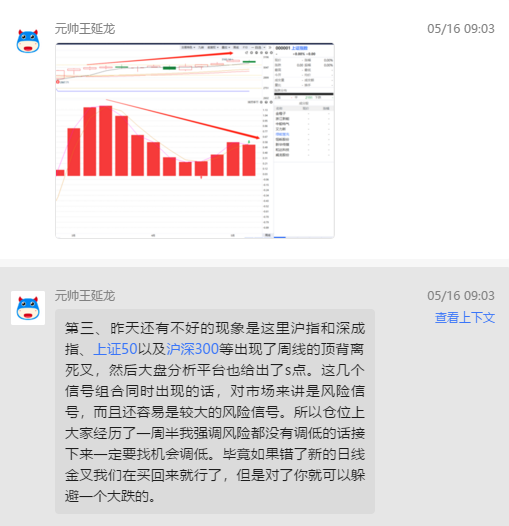 元帅王延龙
05/16 09:03
元帅王延龙
05/16 09:03
查看上下文
第三、昨天还有不好的现象是这里沪指和深成
指、上证50以及沪深300等出现了周线的顶背离
死叉，然后大盘分析平台也给出了s点。这几个
信号组合同时出现的话，对市场来讲是风险信
号，而且还容易是较大的风险信号。所以仓位上
大家经历了一周半我强调风险都没有调低的话接
下来一定要找机会调低。毕竟如果错了新的日线
金叉我们在买回来就行了，但是对了你就可以躲
避一个大跌的。